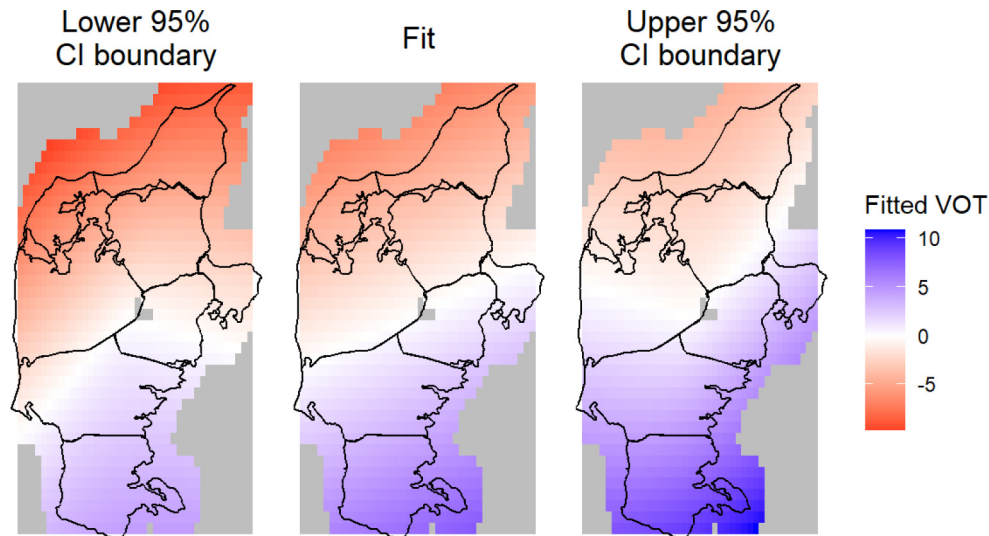 Lower 95%
CI boundary
Fit
Upper 95%
CI boundary
Fitted VOT
10
5
0
-5